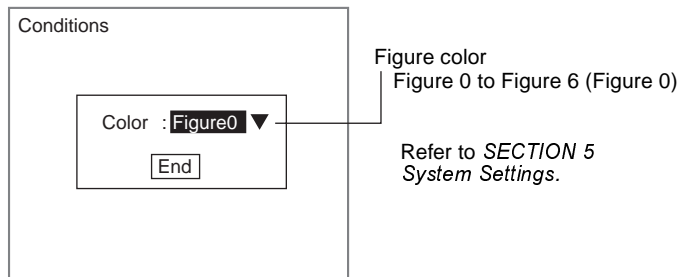 Conditions
Color : Figure0 ▼
End
Figure color
Figure 0 to Figure 6 (Figure 0)
Refer to SECTION 5
System Settings.